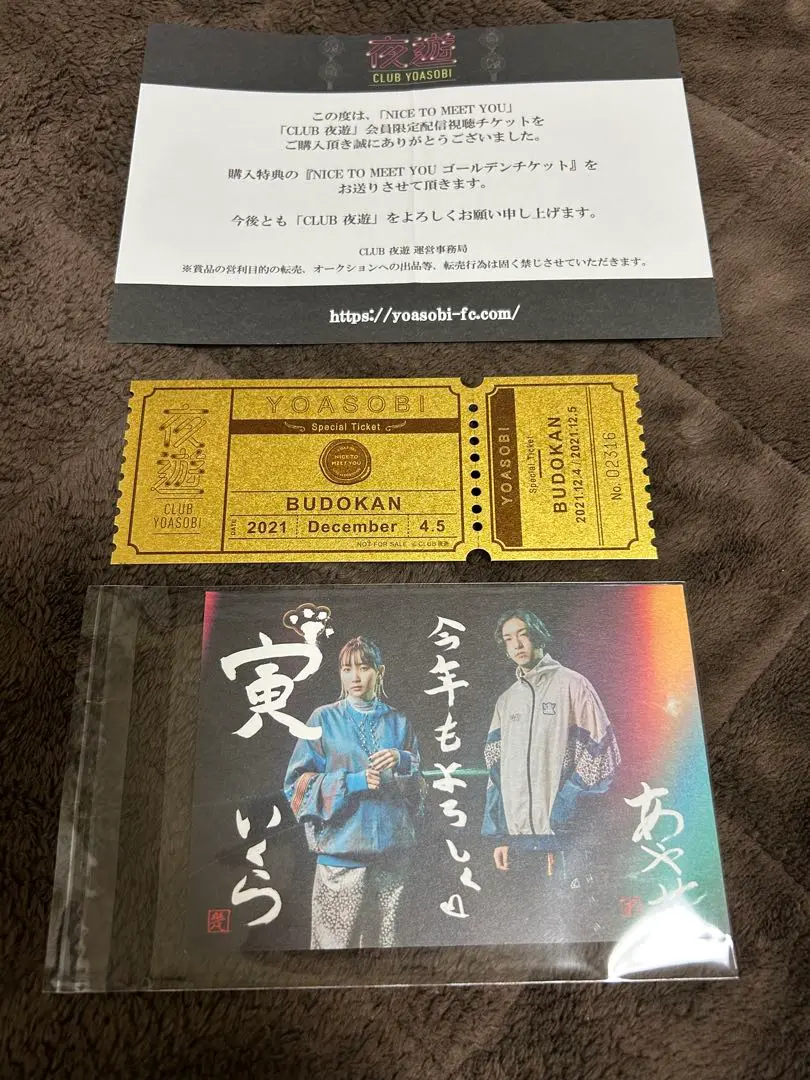 夜遊
CLUB YOASOBI
この度は、「NICE TO MEET YOU」
「CLUB 夜遊」会員限定配信視聴チケットを
ご購入頂き誠にありがとうございました。
購入特典の『NICE TO MEET YOU ゴールデンチケット』を
お送りさせて頂きます。
今後とも「CLUB 夜遊」をよろしくお願い申し上げます。
CLUB 夜遊 運営事務局
※賞品の営利目的の転売、オークションへの出品等、転売行為は固く禁じさせていただきます。
https://yoasobi-fc.com/
夜遊
CLUB
YOASOBI
YOASOBI
Special Ticket
NICE TO
MEET YOU
BUDOKAN
DATE
2021 December 4.5
NOT FOR SALE ©CLUB夜遊
YOASOBI
Special Ticket
BUDOKAN
2021.12.4 / 2021.12.5
No. 02316
寅
いくら
今年もよろしく
あやせ